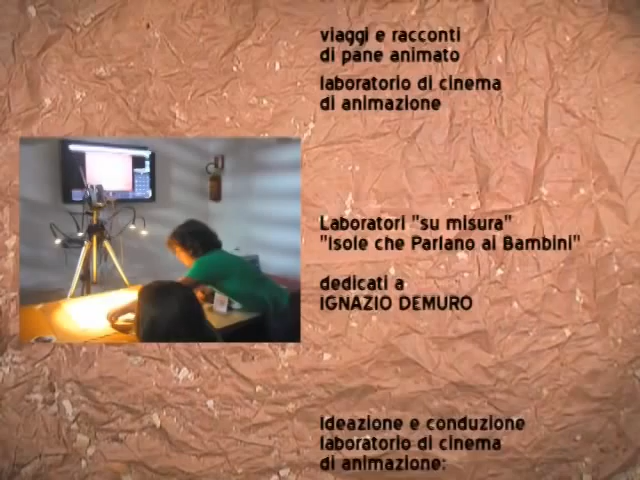 viaggi e racconti
di pane animato
laboratorio di cinema
di animazione
Laboratori "su misura"
"Isole che Parlano ai Bambini"
dedicati a
IGNAZIO DEMURO
Ideazione e conduzione
laboratorio di cinema
di animazione: